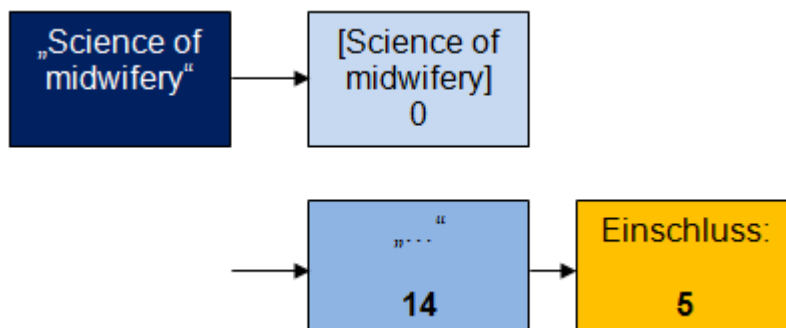 „Science of
midwifery“
[Science of
midwifery]
0
„...“
14
Einschluss:
5